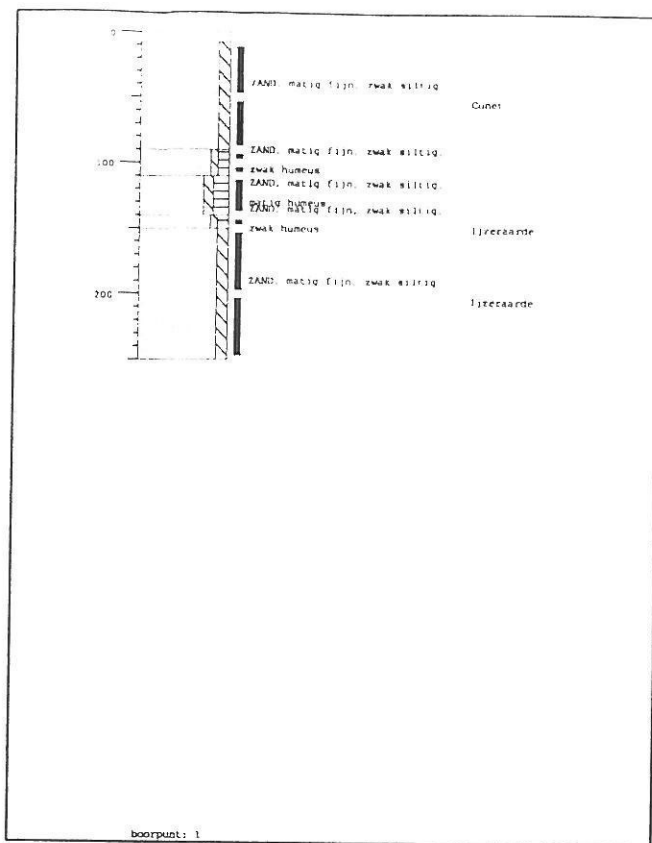 0
ZAND, matig fijn, zwak siltig
Cunet
ZAND, matig fijn, zwak siltig,
100
zwak humeus
ZAND, matig fijn, zwak siltig,
matig humeus
ZAND, matig fijn, zwak siltig,
zwak humeus
Ijzeraarde
ZAND, matig fijn, zwak siltig
200
Ijzeraarde
boorpunt: 1